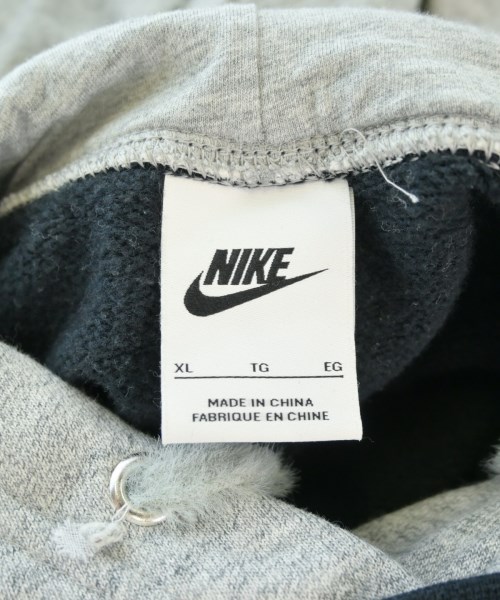 NIKE
XL TG EG
MADE IN CHINA
FABRIQUE EN CHINE